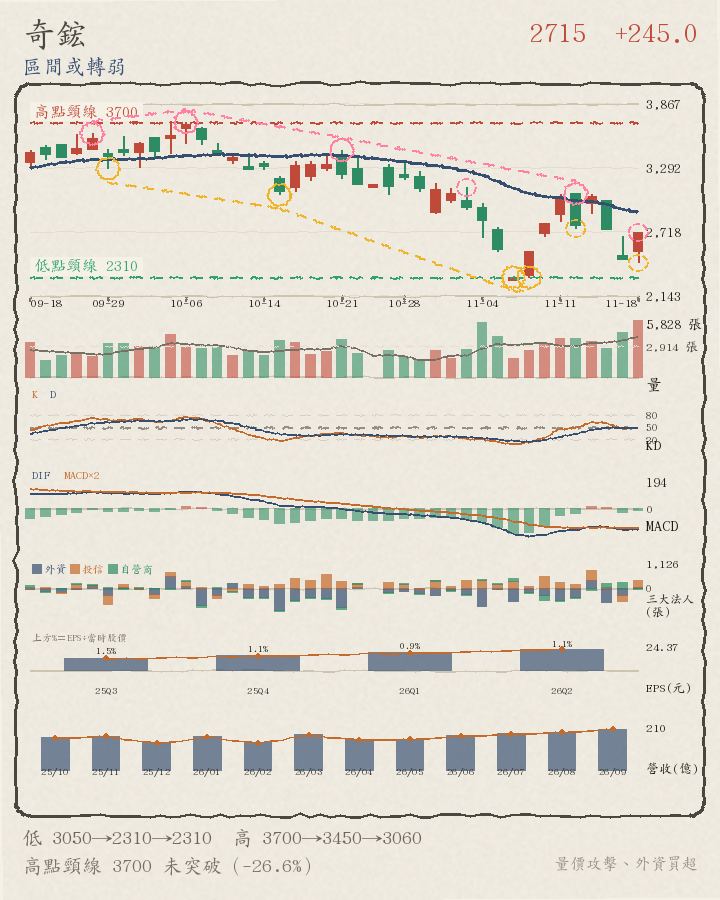 奇鋐
2715 +245.0
區間或轉弱
高點頸線 3700
3,867
3,292
2,718
低點頸線 2310
2,143
09-18 09-29 10-06 10-14 10-21 10-28 11-04 11-11 11-18
5,828 張
2,914 張
量
K D
80
50
20
KD
DIF MACD×2
194
0
MACD
外資 投信 自營商
1,126
0
三大法人
(張)
上方%=EPS÷當時股價
1.5% 1.1% 0.9% 1.1%
24.37
25Q3 25Q4 26Q1 26Q2
EPS(元)
210
25/10 25/11 25/12 26/01 26/02 26/03 26/04 26/05 26/06 26/07 26/08 26/09
營收(億)
低 3050→2310→2310 高 3700→3450→3060
高點頸線 3700 未突破 (-26.6%)
量價攻擊、外資買超